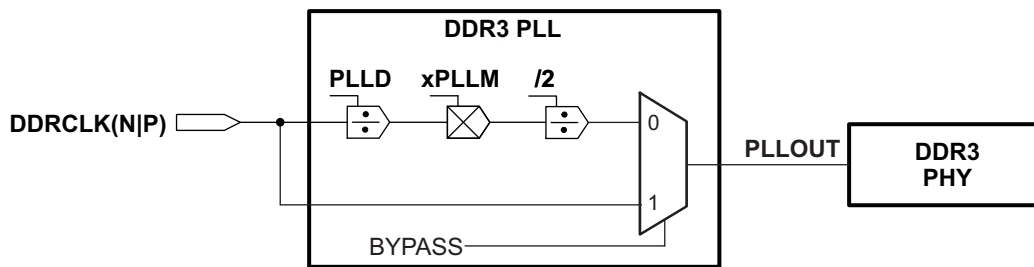 DDR3 PLL
PLLD
xPLLM
/2
DDRCLK(N|P)
0
PLLOUT
DDR3
PHY
1
BYPASS